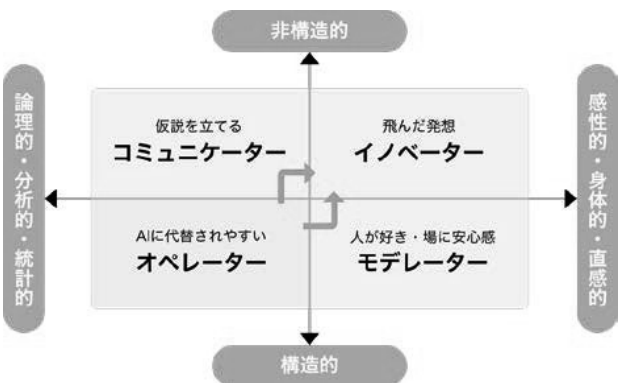 非構造的
論理的・分析的・統計的
感性的・身体的・直感的
仮説を立てる
コミュニケーター
飛んだ発想
イノベーター
AIに代替されやすい
オペレーター
人が好き・場に安心感
モデレーター
構造的